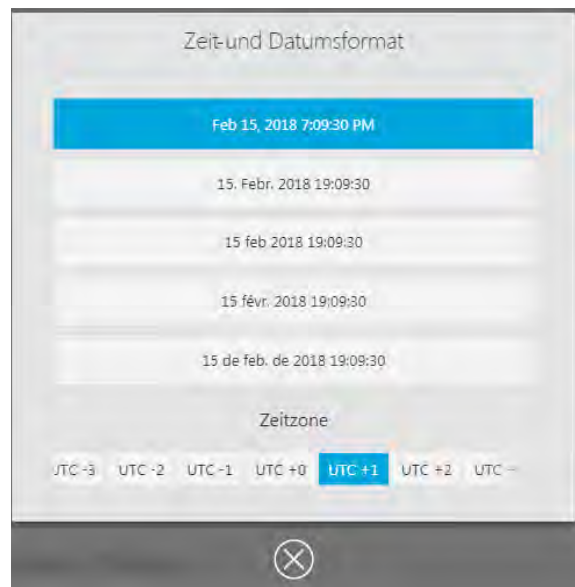 Zeit-und Datumsformat
Feb 15, 2018 7:09:30 PM
15. Febr. 2018 19:09:30
15 feb 2018 19:09:30
15 févr. 2018 19:09:30
15 de feb. de 2018 19:09:30
Zeitzone
UTC -3 UTC -2 UTC -1 UTC +0 UTC +1 UTC +2 UTC